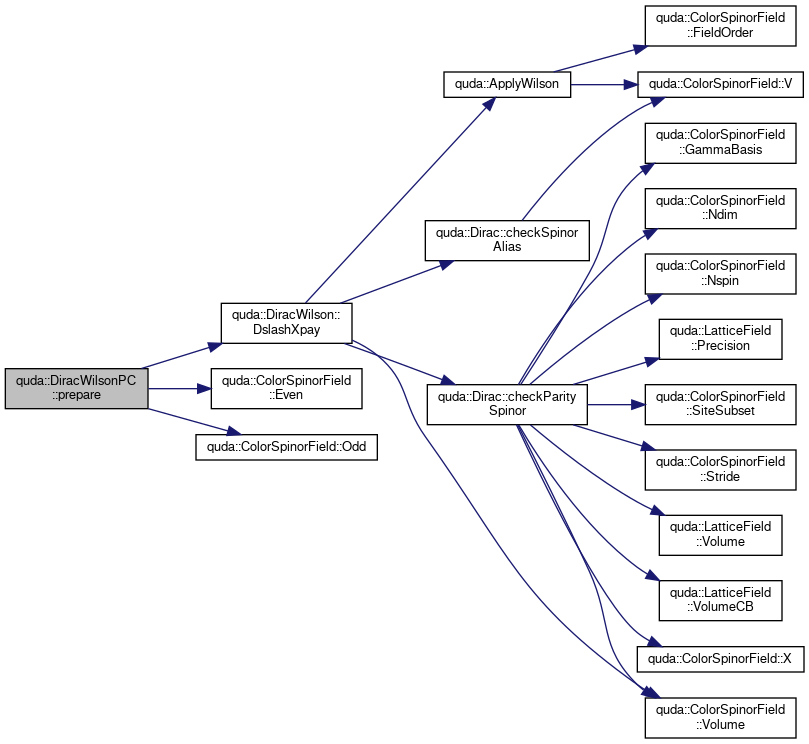 quda::DiracWilsonPC
::prepare
quda::DiracWilson::
DslashXpay
quda::ColorSpinorField
::Even
quda::ColorSpinorField::Odd
quda::ApplyWilson
quda::Dirac::checkSpinor
Alias
quda::Dirac::checkParity
Spinor
quda::ColorSpinorField
::FieldOrder
quda::ColorSpinorField::V
quda::ColorSpinorField
::GammaBasis
quda::ColorSpinorField
::Ndim
quda::ColorSpinorField
::Nspin
quda::LatticeField
::Precision
quda::ColorSpinorField
::SiteSubset
quda::ColorSpinorField
::Stride
quda::LatticeField
::Volume
quda::LatticeField
::VolumeCB
quda::ColorSpinorField::X
quda::ColorSpinorField
::Volume